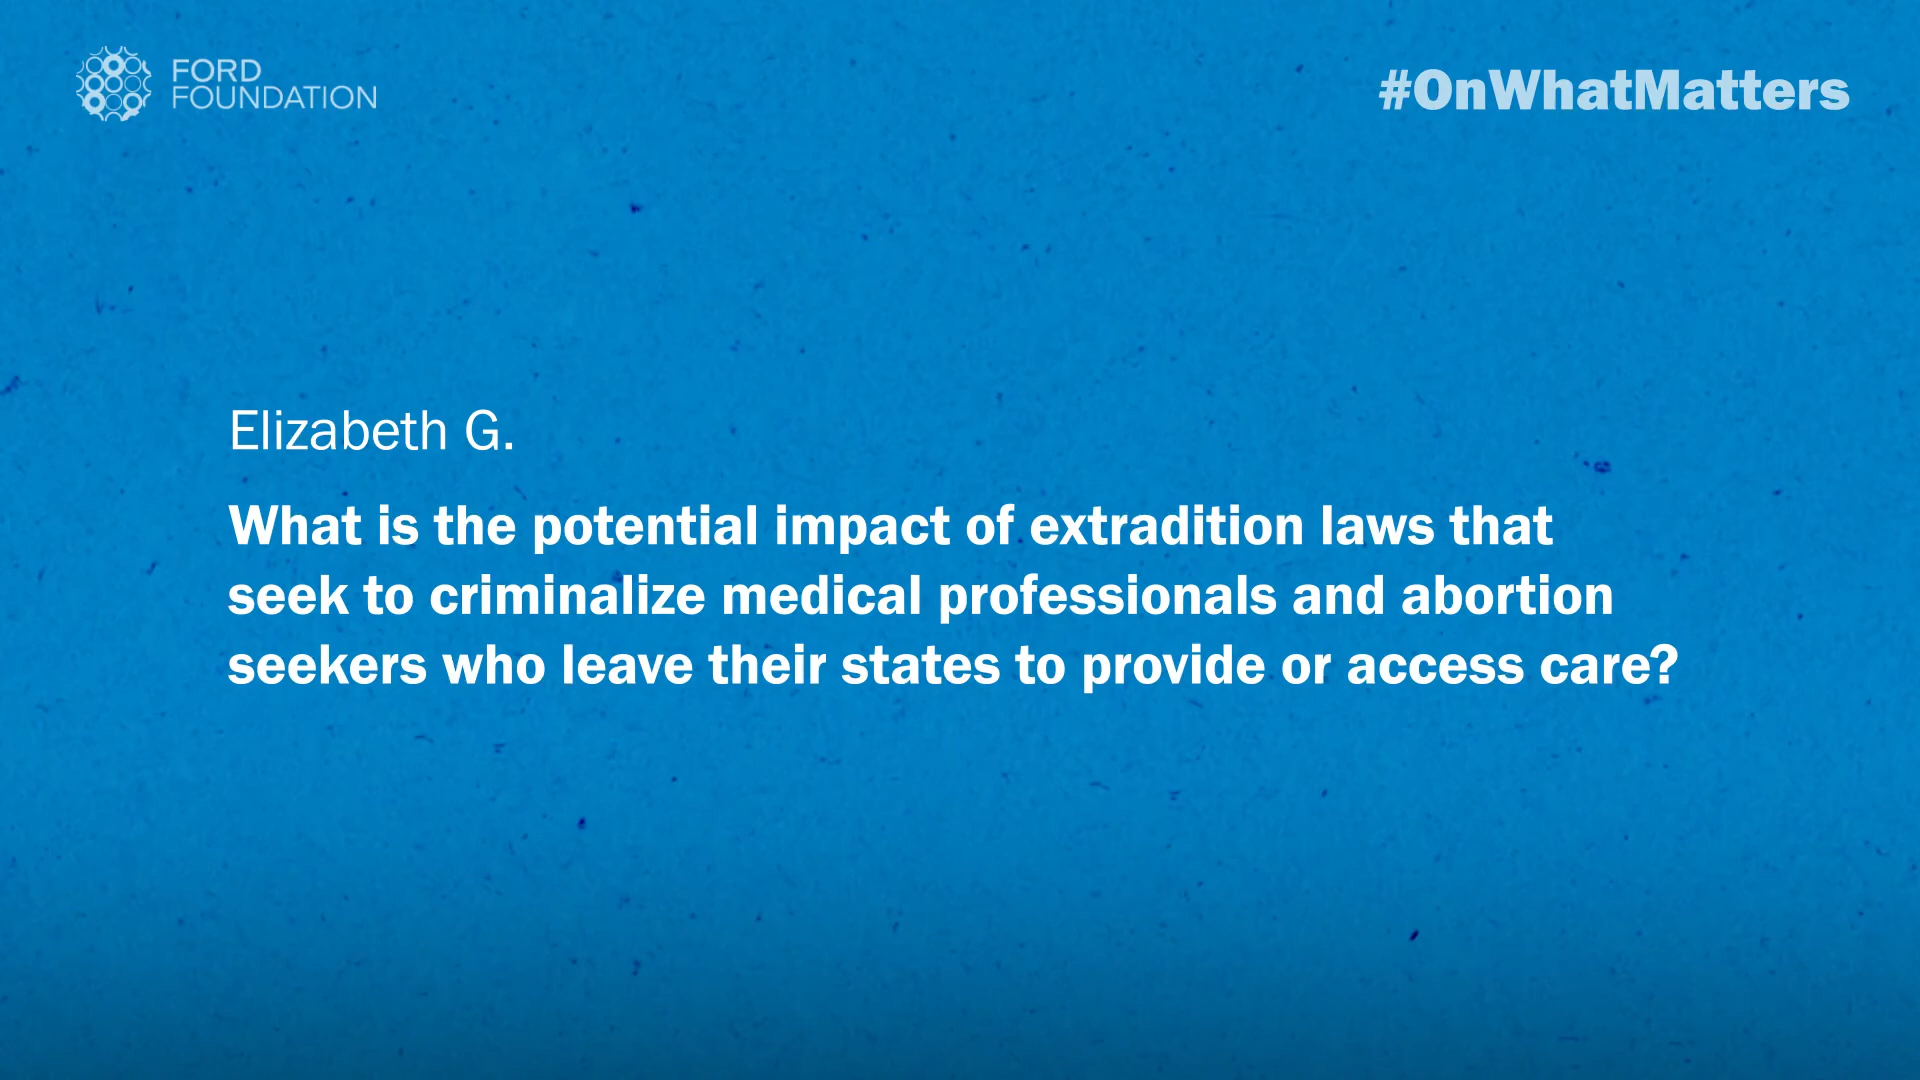 FORD
FOUNDATION
#OnWhatMatters
Elizabeth G.
What is the potential impact of extradition laws that
seek to criminalize medical professionals and abortion
seekers who leave their states to provide or access care?